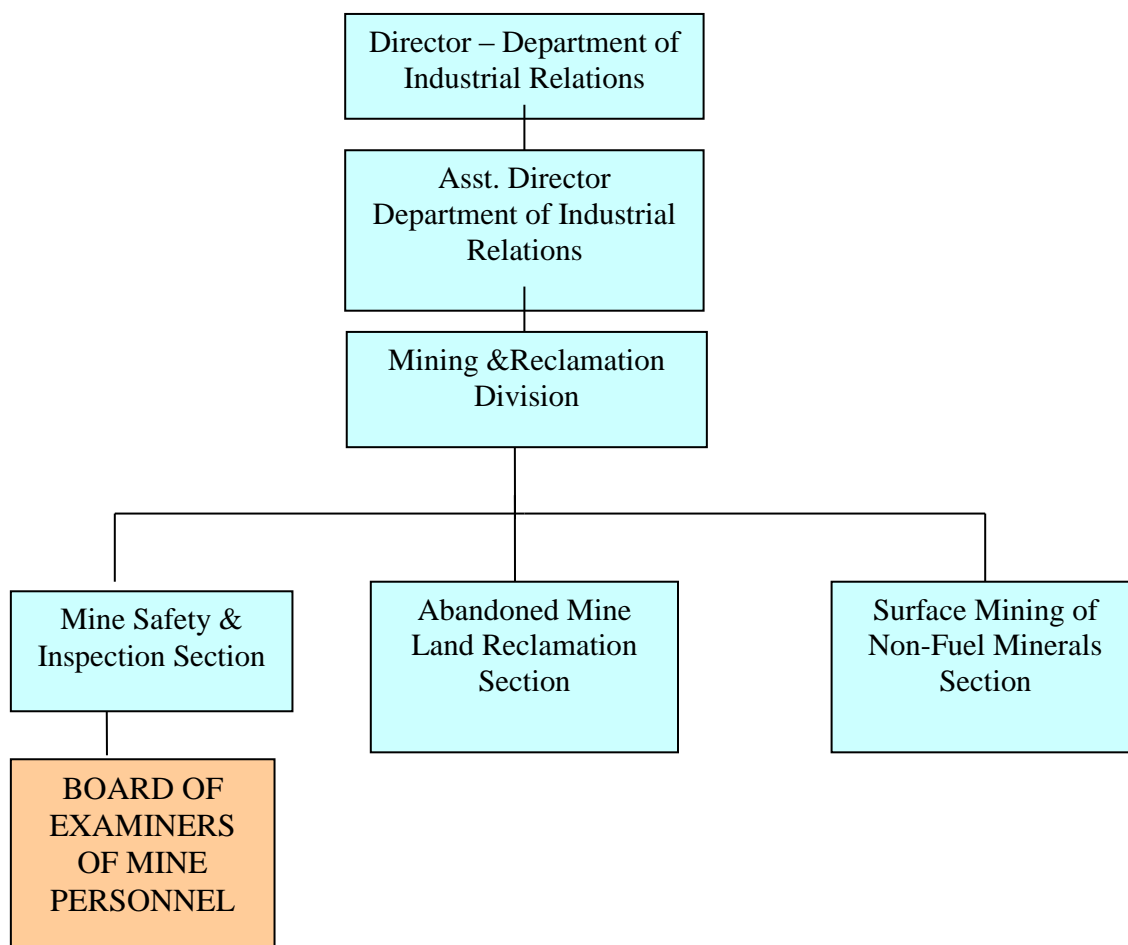 Director – Department of
Industrial Relations
Asst. Director
Department of Industrial
Relations
Mining &Reclamation
Division
Mine Safety &
Inspection Section
Abandoned Mine
Land Reclamation
Section
Surface Mining of
Non-Fuel Minerals
Section
BOARD OF
EXAMINERS
OF MINE
PERSONNEL